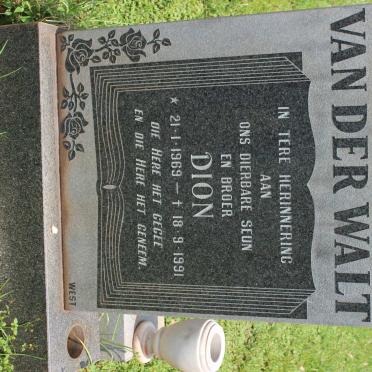 VAN DER WALT
IN TERE HERINNERING
AAN
ONS DIERBARE SEUN
EN BROER
DION
★ 21·1·1969 – † 18·9·1991
DIE HERE HET GEGEE
EN DIE HERE HET GENEEM.
WEST